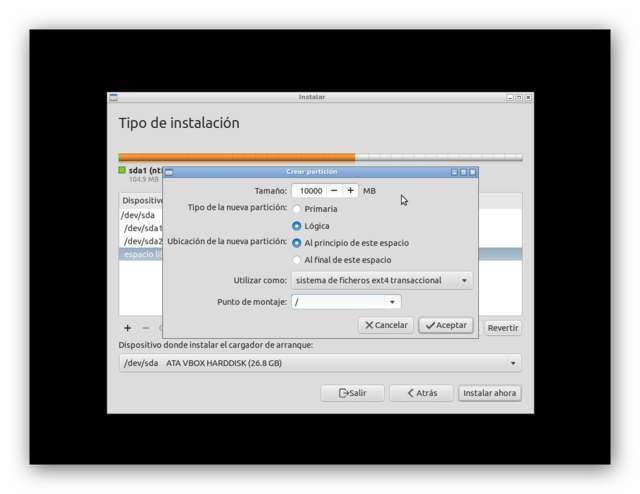 Instalar
Tipo de instalación
sda1 (nt
104.9 MB
Crear partición
Tamaño: 10000 − + MB
Tipo de la nueva partición: Primaria
Lógica
Ubicación de la nueva partición: Al principio de este espacio
Al final de este espacio
Utilizar como: sistema de ficheros ext4 transaccional
Punto de montaje: /
Cancelar Aceptar
Dispositiv
/dev/sda
/dev/sda1
/dev/sda2
espacio li
+ − Revertir
Dispositivo donde instalar el cargador de arranque:
/dev/sda ATA VBOX HARDDISK (26.8 GB)
Salir Atrás Instalar ahora